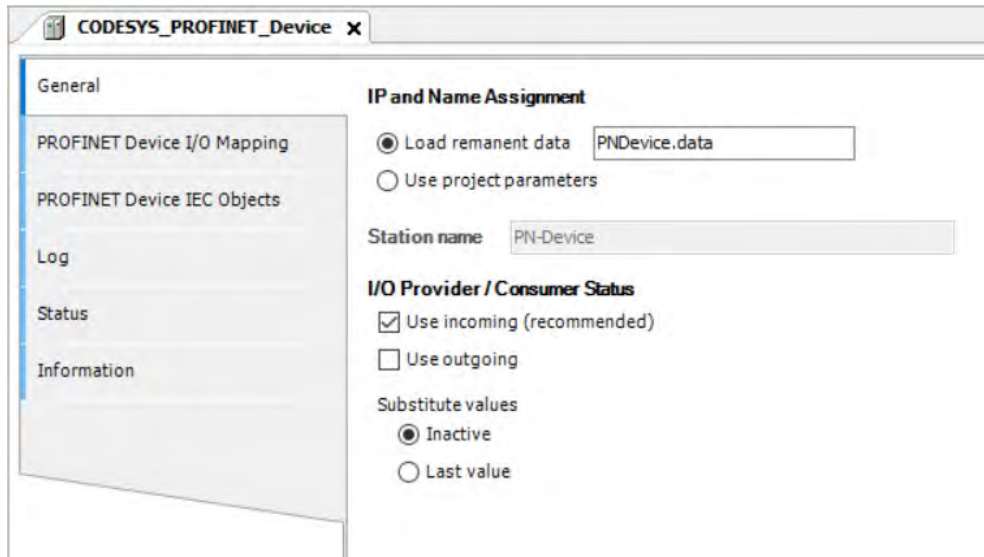 CODESYS_PROFINET_Device
General
PROFINET Device I/O Mapping
PROFINET Device IEC Objects
Log
Status
Information
IP and Name Assignment
Load remanent data PNDevice.data
Use project parameters
Station name PN-Device
I/O Provider / Consumer Status
Use incoming (recommended)
Use outgoing
Substitute values
Inactive
Last value